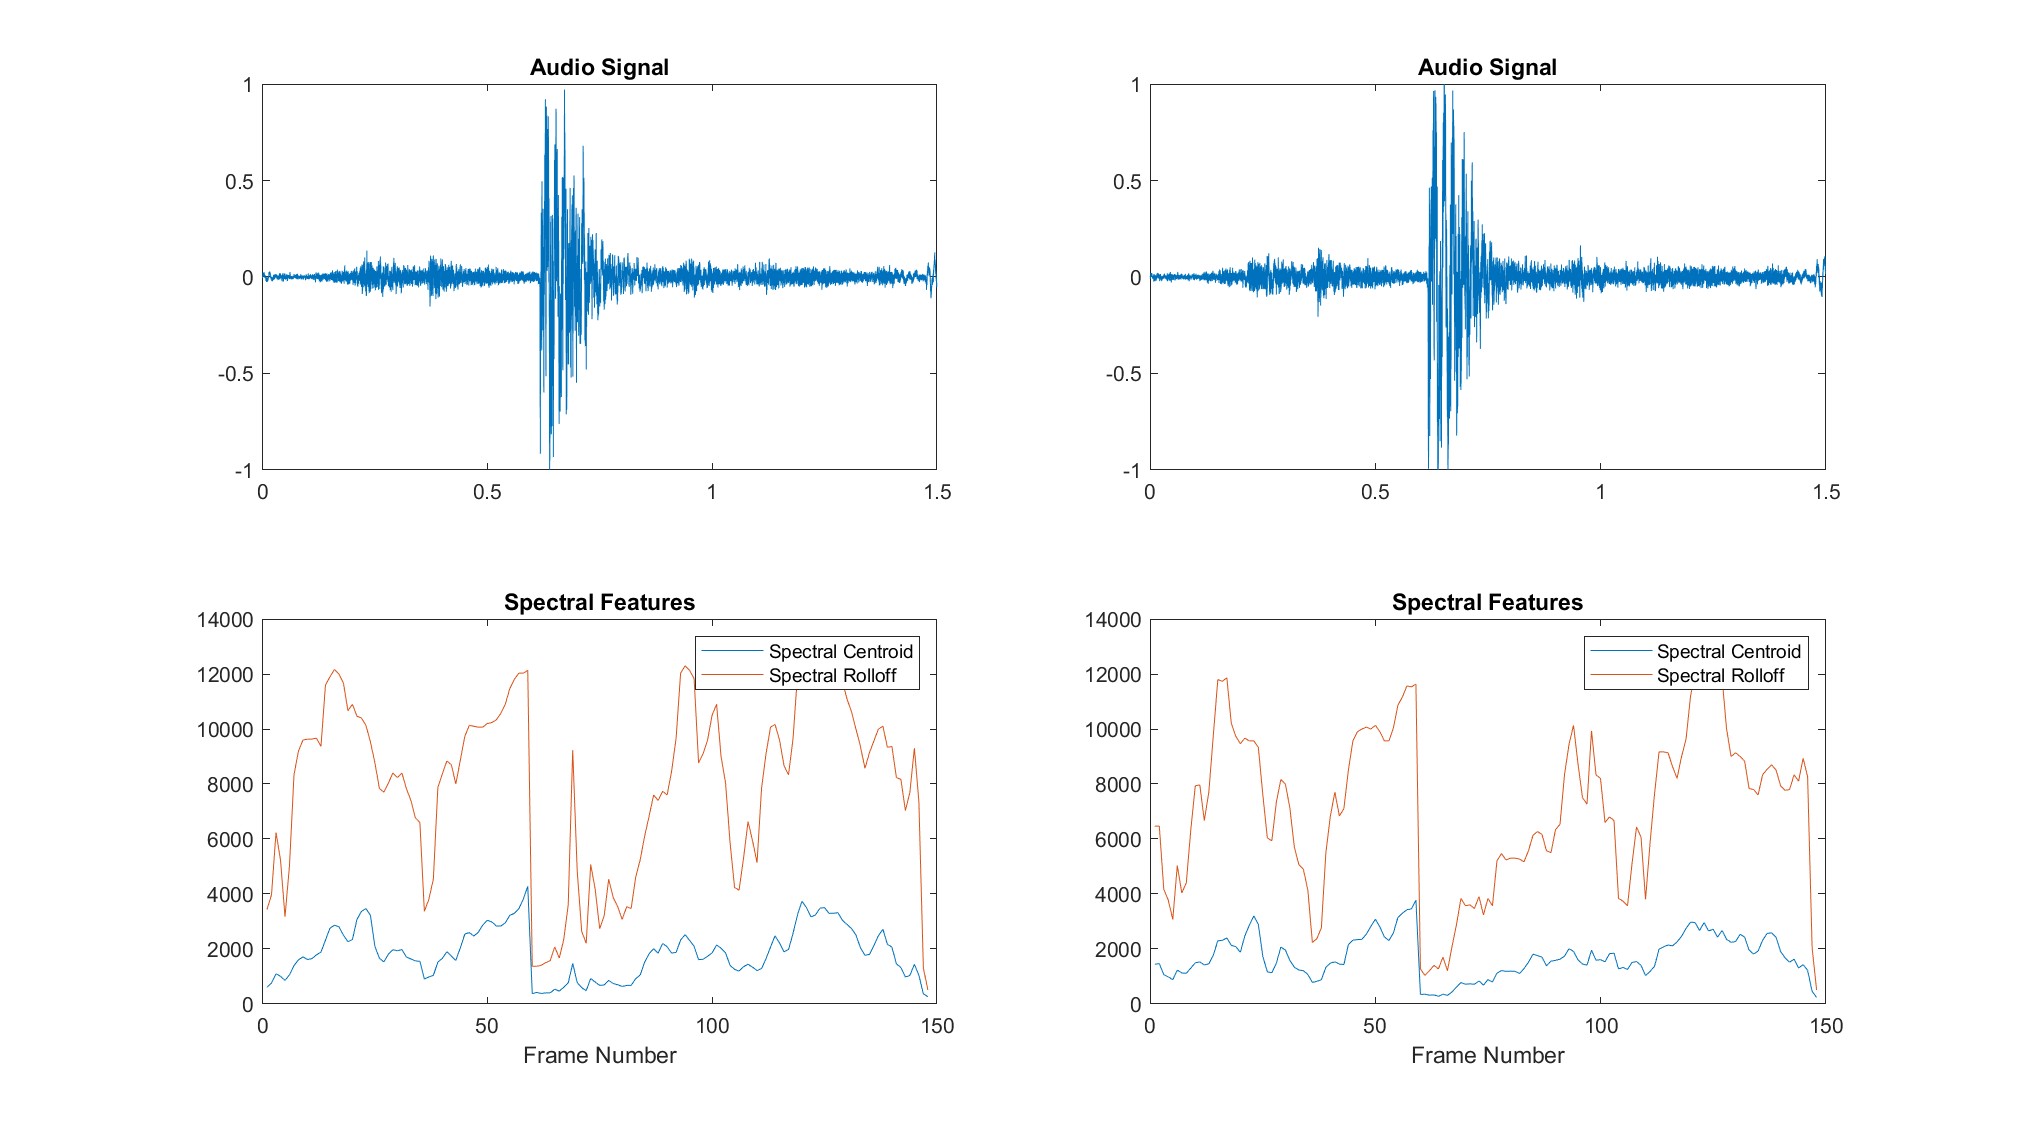 Audio Signal
1
0.5
0
-0.5
-1
0 0.5 1 1.5
Audio Signal
1
0.5
0
-0.5
-1
0 0.5 1 1.5
Spectral Features
14000
12000
10000
8000
6000
4000
2000
0
Spectral Centroid
Spectral Rolloff
0 50 100 150
Frame Number
Spectral Features
14000
12000
10000
8000
6000
4000
2000
0
Spectral Centroid
Spectral Rolloff
0 50 100 150
Frame Number